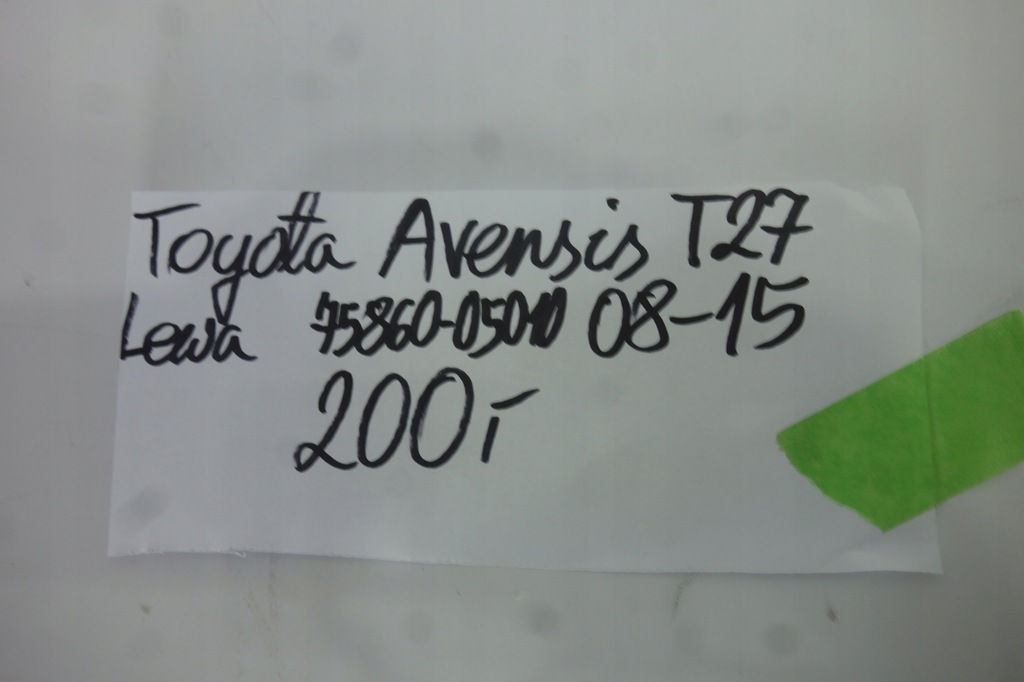 Toyota Avensis T27
Lewa 75860-05010 08-15
200,-